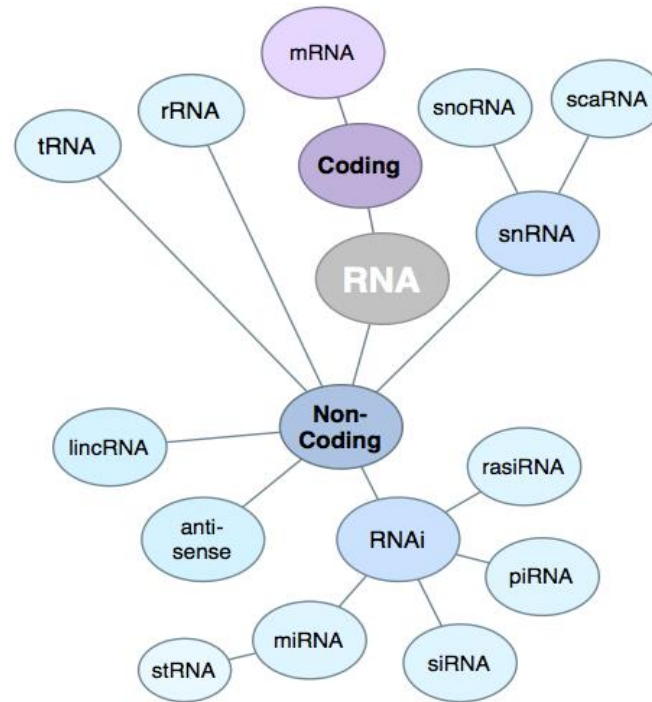 mRNA
rRNA
snoRNA
scaRNA
tRNA
Coding
snRNA
RNA
Non-
Coding
lincRNA
rasiRNA
anti-
sense
RNAi
piRNA
miRNA
stRNA
siRNA